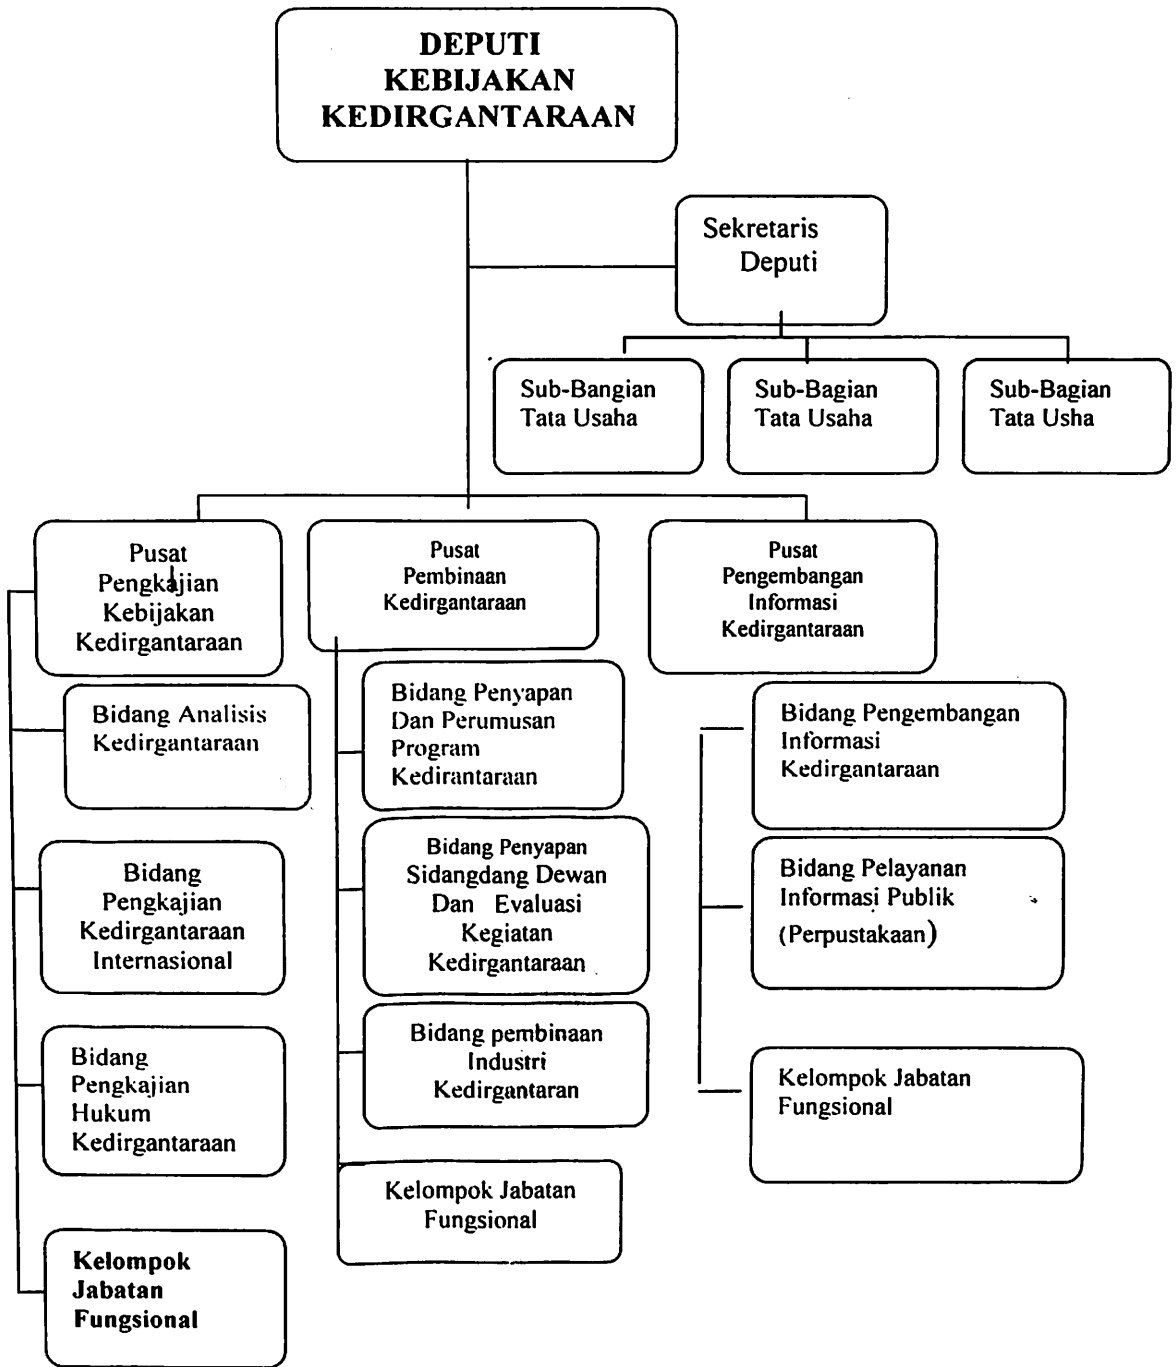 DEPUTI
KEBIJAKAN
KEDIRGANTARAAN
Sekretaris
Deputi
Sub-Bangian
Tata Usaha
Sub-Bagian
Tata Usaha
Sub-Bagian
Tata Usha
Pusat
Pengkajian
Kebijakan
Kedirgantaraan
Pusat
Pembinaan
Kedirgantaraan
Pusat
Pengembangan
Informasi
Kedirgantaraan
Bidang Analisis
Kedirgantaraan
Bidang
Pengkajian
Kedirgantaraan
Internasional
Bidang
Pengkajian
Hukum
Kedirgantaraan
Kelompok
Jabatan
Fungsional
Bidang Penyapan
Dan Perumusan
Program
Kedirantaraan
Bidang Penyapan
Sidangdang Dewan
Dan Evaluasi
Kegiatan
Kedirgantaraan
Bidang pembinaan
Industri
Kedirgantaran
Kelompok Jabatan
Fungsional
Bidang Pengembangan
Informasi
Kedirgantaraan
Bidang Pelayanan
Informasi Publik
(Perpustakaan)
Kelompok Jabatan
Fungsional